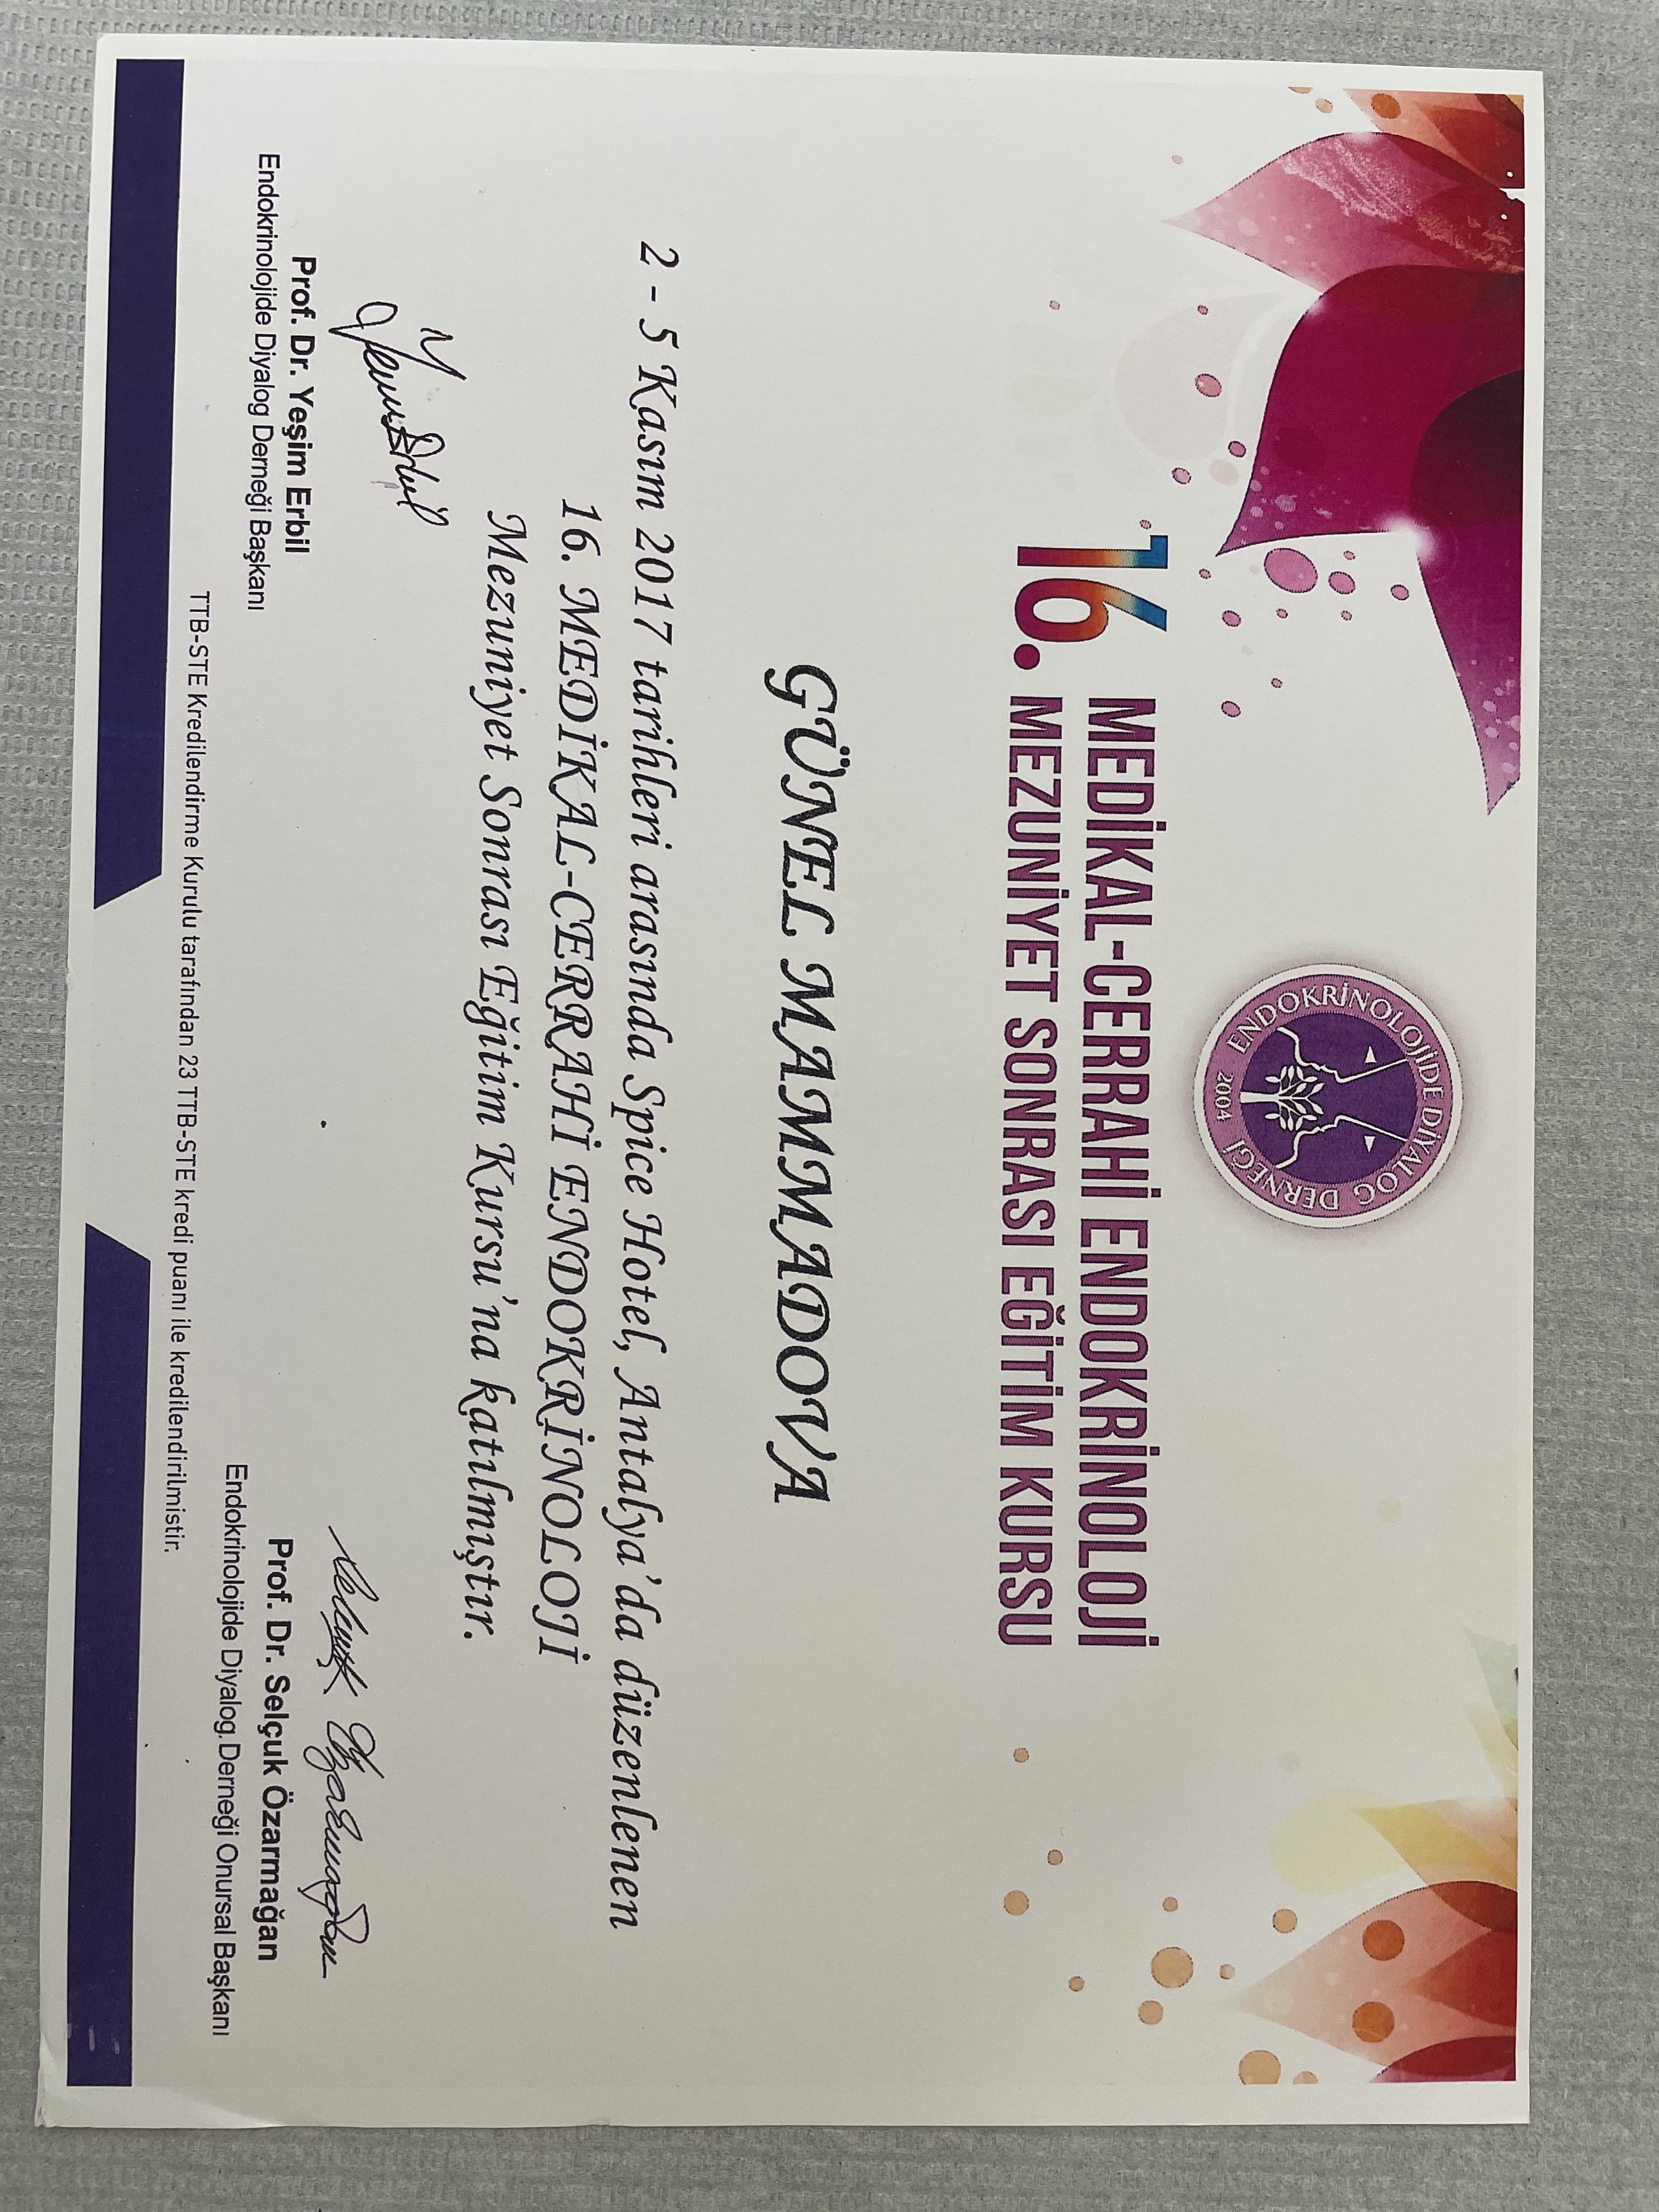 ENDOKRİNOLOJİDE DİYALOG DERNEĞİ
2004
16. MEDİKAL-CERRAHİ ENDOKRİNOLOJİ
MEZUNİYET SONRASI EĞİTİM KURSU
GÜNEL MAMMADOVA
2 - 5 Kasım 2017 tarihleri arasında Spice Hotel, Antalya'da düzenlenen
16. MEDİKAL-CERRAHİ ENDOKRİNOLOJİ
Mezuniyet Sonrası Eğitim Kursu'na katılmıştır.
Yeşim Erbil
Selçuk Özarmağan
Prof. Dr. Yeşim Erbil
Endokrinolojide Diyalog Derneği Başkanı
Prof. Dr. Selçuk Özarmağan
Endokrinolojide Diyalog Derneği Onursal Başkanı
TTB-STE Kredilendirme Kurulu tarafından 23 TTB-STE kredi puanı ile kredilendirilmistir.